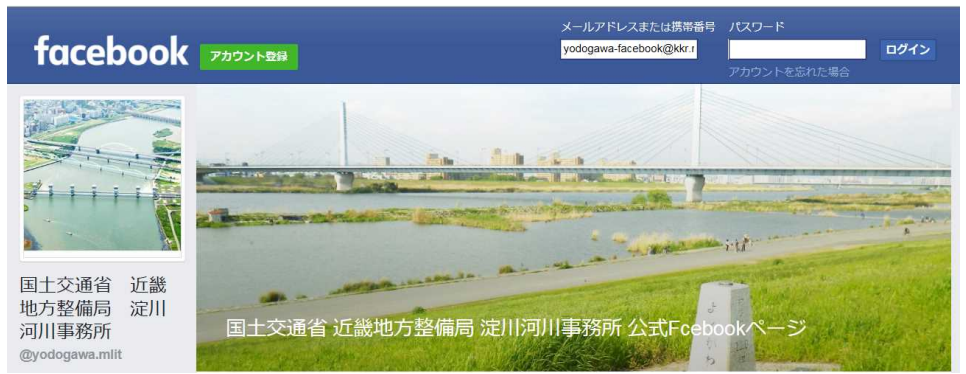 facebook
アカウント登録
メールアドレスまたは携帯番号
パスワード
yodogawa-facebook@kkr.r
ログイン
アカウントを忘れた場合
国土交通省　近畿
地方整備局　淀川
河川事務所
@yodogawa.mlit
国土交通省 近畿地方整備局 淀川河川事務所 公式Fcebookページ